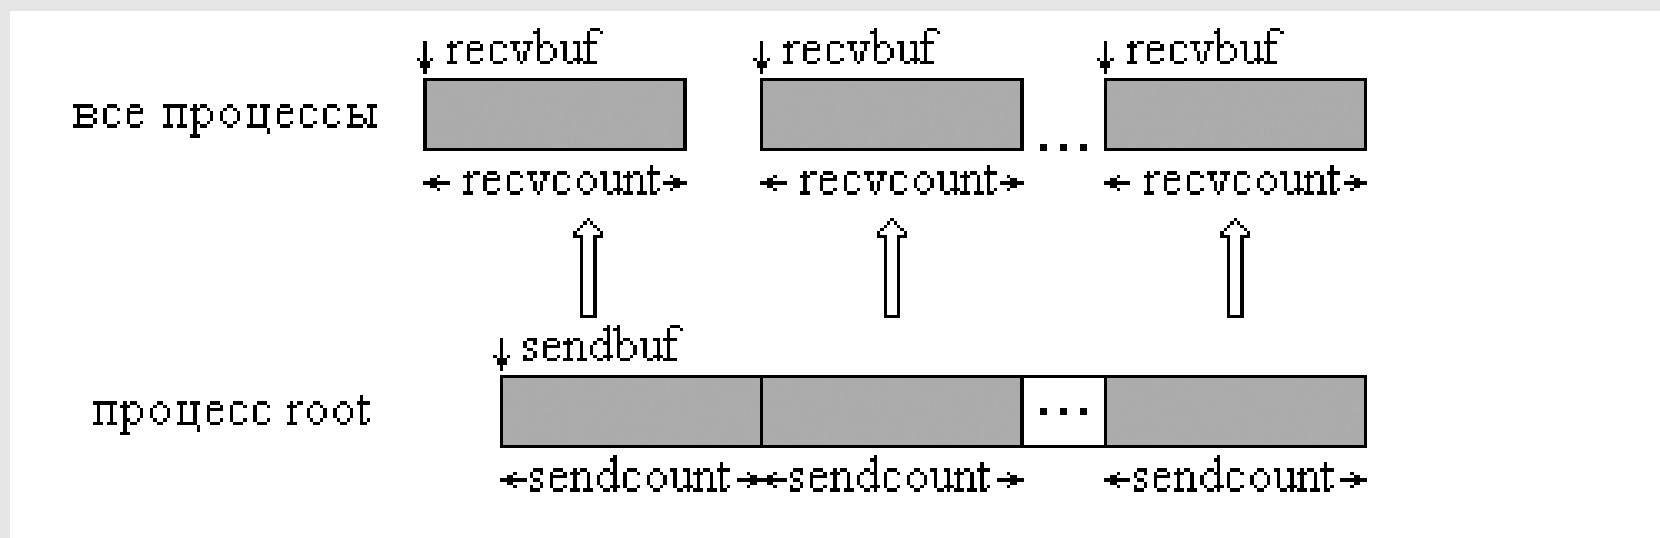 recvbuf recvbuf recvbuf
все процессы
...
recvcount recvcount recvcount
sendbuf
процесс root
...
sendcount sendcount sendcount